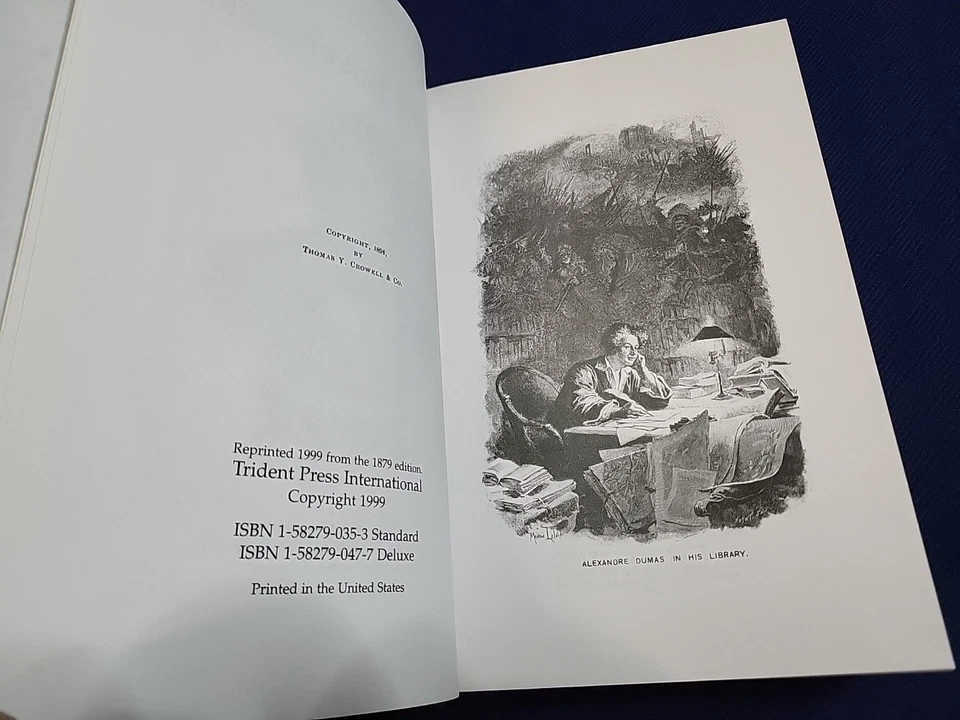 COPYRIGHT, 1894,
BY
THOMAS Y. CROWELL & CO.
Reprinted 1999 from the 1879 edition.
Trident Press International
Copyright 1999
ISBN 1-58279-035-3 Standard
ISBN 1-58279-047-7 Deluxe
Printed in the United States
ALEXANDRE DUMAS IN HIS LIBRARY.